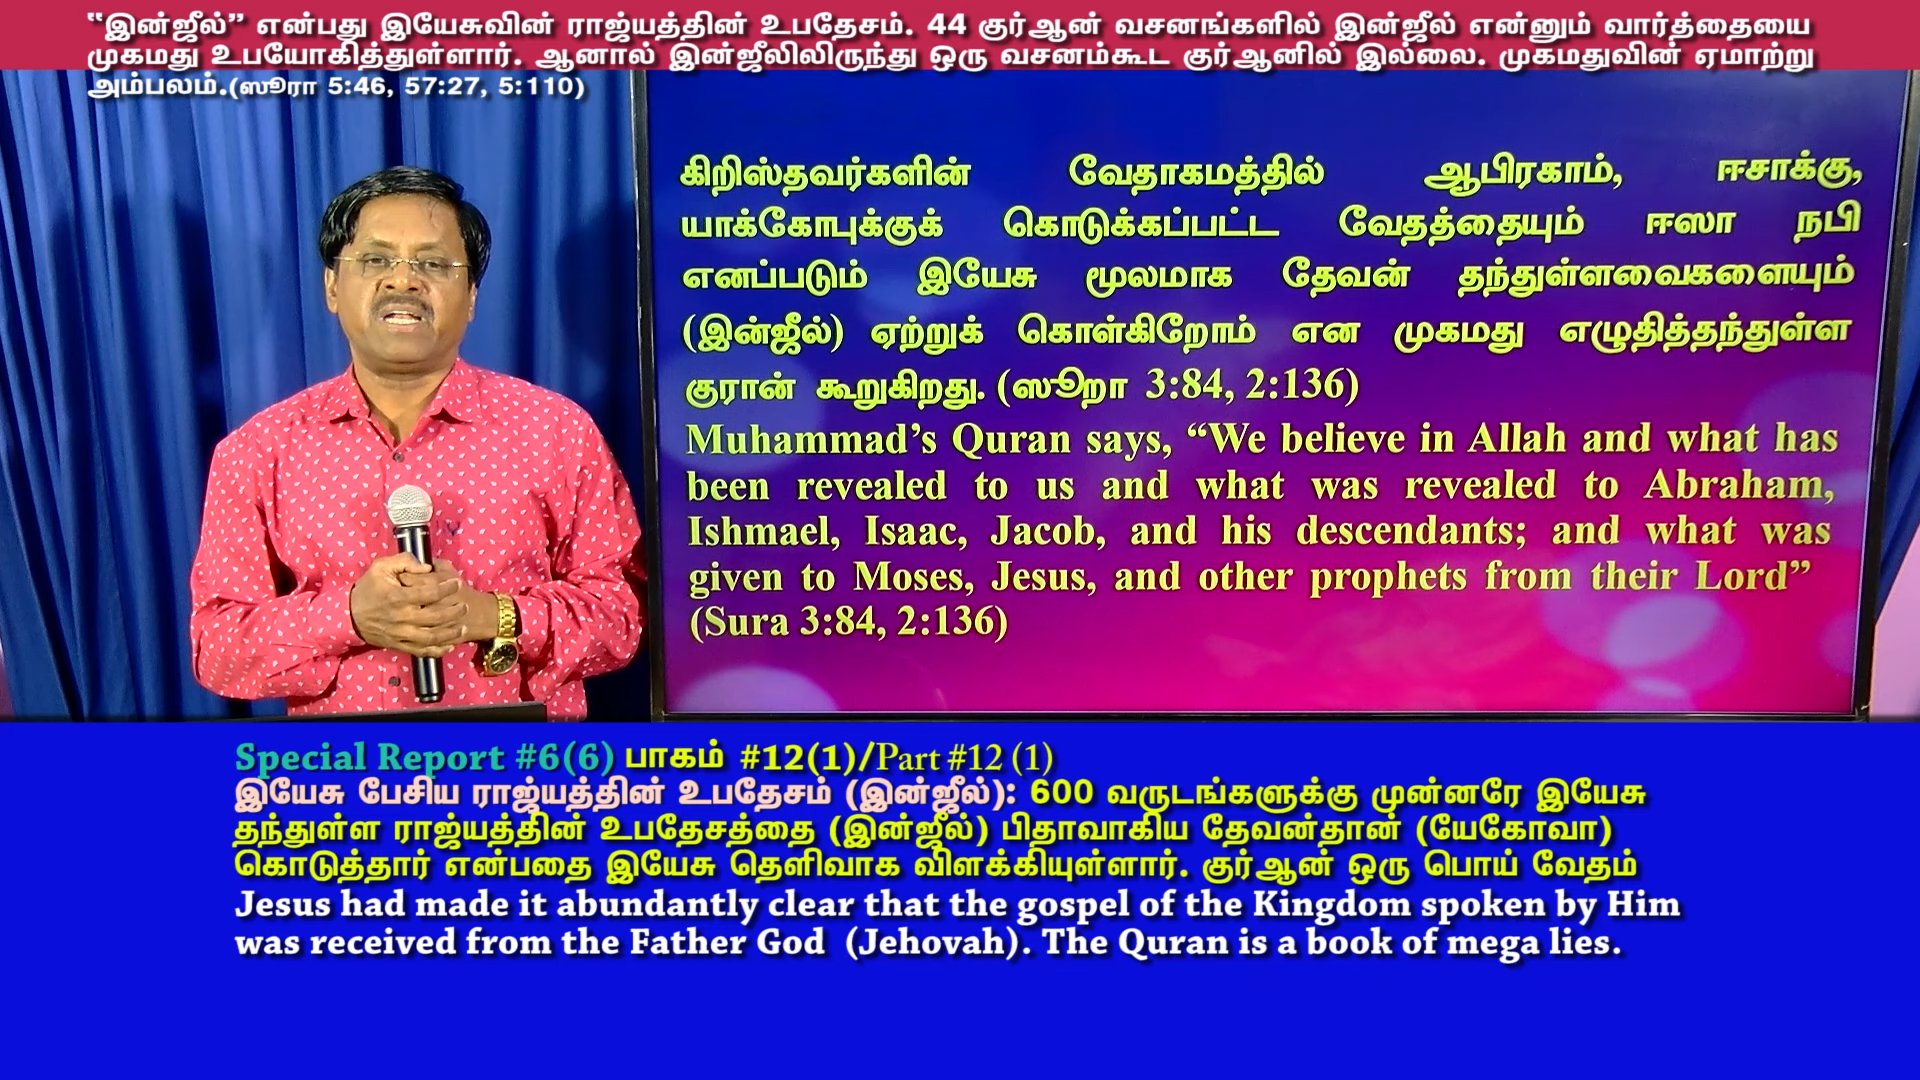 “இன்ஜீல்” என்பது இயேசுவின் ராஜ்யத்தின் உபதேசம். 44 குர்ஆன் வசனங்களில் இன்ஜீல் என்னும் வார்த்தையை
முகமது உபயோகித்துள்ளார். ஆனால் இன்ஜீலிலிருந்து ஒரு வசனம்கூட குர்ஆனில் இல்லை. முகமதுவின் ஏமாற்று
அம்பலம்.(ஸூரா 5:46, 57:27, 5:110)
கிறிஸ்தவர்களின் வேதாகமத்தில் ஆபிரகாம், ஈசாக்கு,
யாக்கோபுக்குக் கொடுக்கப்பட்ட வேதத்தையும் ஈஸா நபி
எனப்படும் இயேசு மூலமாக தேவன் தந்துள்ளவைகளையும்
(இன்ஜீல்) ஏற்றுக் கொள்கிறோம் என முகமது எழுதித்தந்துள்ள
குரான் கூறுகிறது. (ஸூறா 3:84, 2:136)
Muhammad’s Quran says, “We believe in Allah and what has
been revealed to us and what was revealed to Abraham,
Ishmael, Isaac, Jacob, and his descendants; and what was
given to Moses, Jesus, and other prophets from their Lord”
(Sura 3:84, 2:136)
Special Report #6(6) பாகம் #12(1)/Part #12 (1)
இயேசு பேசிய ராஜ்யத்தின் உபதேசம் (இன்ஜீல்): 600 வருடங்களுக்கு முன்னரே இயேசு
தந்துள்ள ராஜ்யத்தின் உபதேசத்தை (இன்ஜீல்) பிதாவாகிய தேவன்தான் (யேகோவா)
கொடுத்தார் என்பதை இயேசு தெளிவாக விளக்கியுள்ளார். குர்ஆன் ஒரு பொய் வேதம்
Jesus had made it abundantly clear that the gospel of the Kingdom spoken by Him
was received from the Father God (Jehovah). The Quran is a book of mega lies.